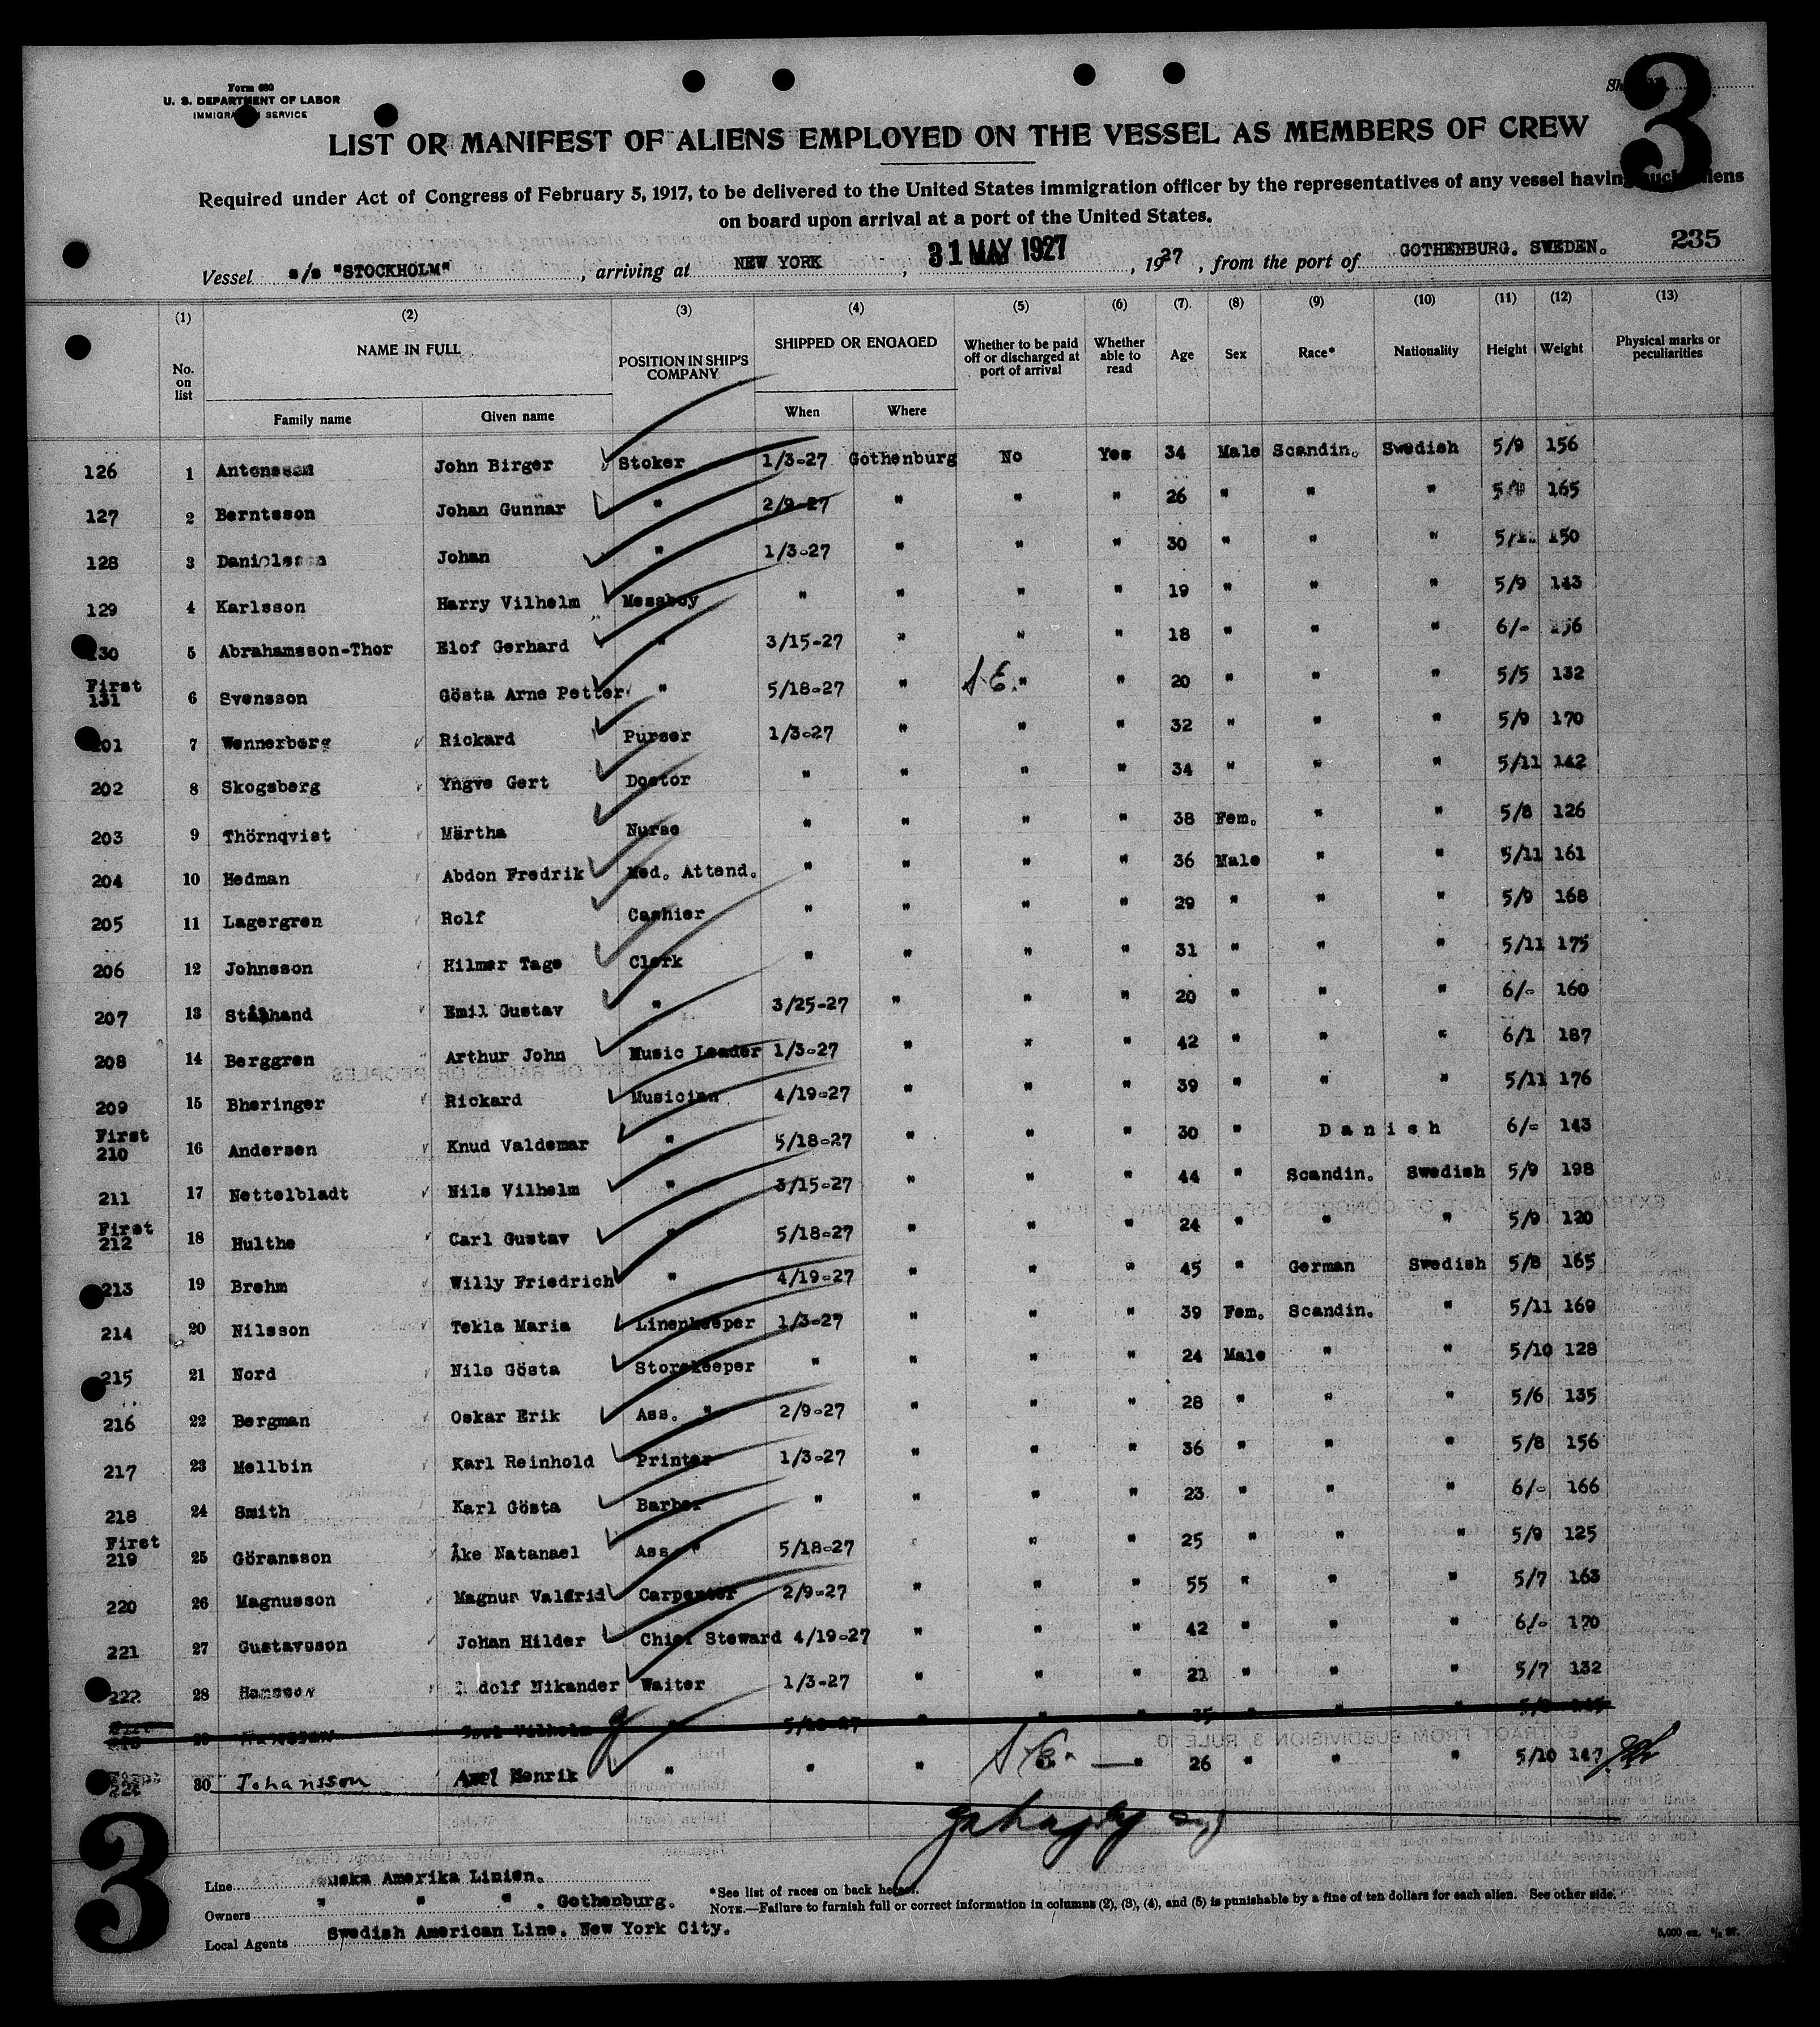 Form 680
U. S. DEPARTMENT OF LABOR
IMMIGRATION SERVICE
3
LIST OR MANIFEST OF ALIENS EMPLOYED ON THE VESSEL AS MEMBERS OF CREW
Required under Act of Congress of February 5, 1917, to be delivered to the United States immigration officer by the representatives of any vessel having such aliens
on board upon arrival at a port of the United States.
235
Vessel s/s "STOCKHOLM", arriving at NEW YORK, 31 MAY 1927, 1927, from the port of GOTHENBURG. SWEDEN.
(1) (2) (3) (4) (5) (6) (7) (8) (9) (10) (11) (12) (13)
No. on list NAME IN FULL POSITION IN SHIP'S COMPANY SHIPPED OR ENGAGED Whether to be paid off or discharged at port of arrival Whether able to read Age Sex Race* Nationality Height Weight Physical marks or peculiarities
Family name Given name When Where
126 1 Antonsson John Birger Stoker 1/3-27 Gothenburg No Yes 34 Male Scandin. Swedish 5/9 156
127 2 Berntsson Johan Gunnar " 2/9-27 " " " 26 " " " 165
128 3 Danielsson Johan " 1/3-27 " " " 30 " " " 150
129 4 Karlsson Harry Vilhelm Messboy " " " " 19 " " " 5/9 143
130 5 Abrahamsson-Thor Elof Gerhard " 3/15-27 " " " 18 " " " 6/-
First
131 6 Svensson Gösta Arne Petter " 5/18-27 " " " 20 " " " 5/5 132
201 7 Wennerberg Rickard Purser 1/3-27 " " " 32 " " " 5/9 170
202 8 Skogsberg Yngve Gert Doctor " " " " 34 " " " 5/11 142
203 9 Thörnqvist Märtha Nurse " " " " 38 Fem. " " 5/8 126
204 10 Hedman Abdon Fredrik Med. Attend. " " " " 36 Male " " 5/11 161
205 11 Lagergren Rolf Cashier " " " " 29 " " " 5/9 168
206 12 Johnsson Hilmer Tage Clerk " " " " 31 " " " 5/11 175
207 13 Stålhand Emil Gustav " 3/25-27 " " " 20 " " " 6/- 160
208 14 Berggren Arthur John Music Leader 1/3-27 " " " 42 " " " 6/1 187
209 15 Bheringer Rickard Musician 4/19-27 " " " 39 " " " 5/11 176
First
210 16 Andersen Knud Valdemar " 5/18-27 " " " 30 " Danish 6/- 143
211 17 Nettelbladt Nils Vilhelm " 3/15-27 " " " 44 " Scandin. Swedish 5/9 198
First
212 18 Hulthe Carl Gustav " 5/18-27 " " " 24 " " " 5/9 120
213 19 Brehm Willy Friedrich " 4/19-27 " " " 45 " German Swedish 5/8 165
214 20 Nilsson Tekla Maria Linenkeeper 1/3-27 " " " 39 Fem. Scandin. " 5/11 169
215 21 Nord Nils Gösta Storekeeper " " " " 24 Male " " 5/10 128
216 22 Bergman Oskar Erik Ass. " 2/9-27 " " " 28 " " " 5/6 135
217 23 Mellbin Karl Reinhold Printer 1/3-27 " " " 36 " " " 5/8 156
218 24 Smith Karl Gösta Barber " " " " 23 " " " 6/- 166
First
219 25 Göransson Åke Natanael Ass. " 5/18-27 " " 25 " " " 5/9 125
220 26 Magnusson Magnus Valfrid Carpenter 2/9-27 " " " 55 " " " 5/7 163
221 27 Gustavsson Johan Hilder Chief Steward 4/19-27 " " " 42 " " " 6/- 170
222 28 Hansson Waiter 1/3-27 " " " 21 " " " 5/7 132
29 Vilhelm " 5/18-27 " " " 35 " " "
30 Johansson Axel Henrik " " " " 26 " " " 5/10 147
3
Line Svenska Amerika Linien.
Owners " " ". Gothenburg.
Local Agents Swedish American Line. New York City.
*See list of races on back hereof.
NOTE.—Failure to furnish full or correct information in columns (2), (3), (4), and (5) is punishable by a fine of ten dollars for each alien. See other side.